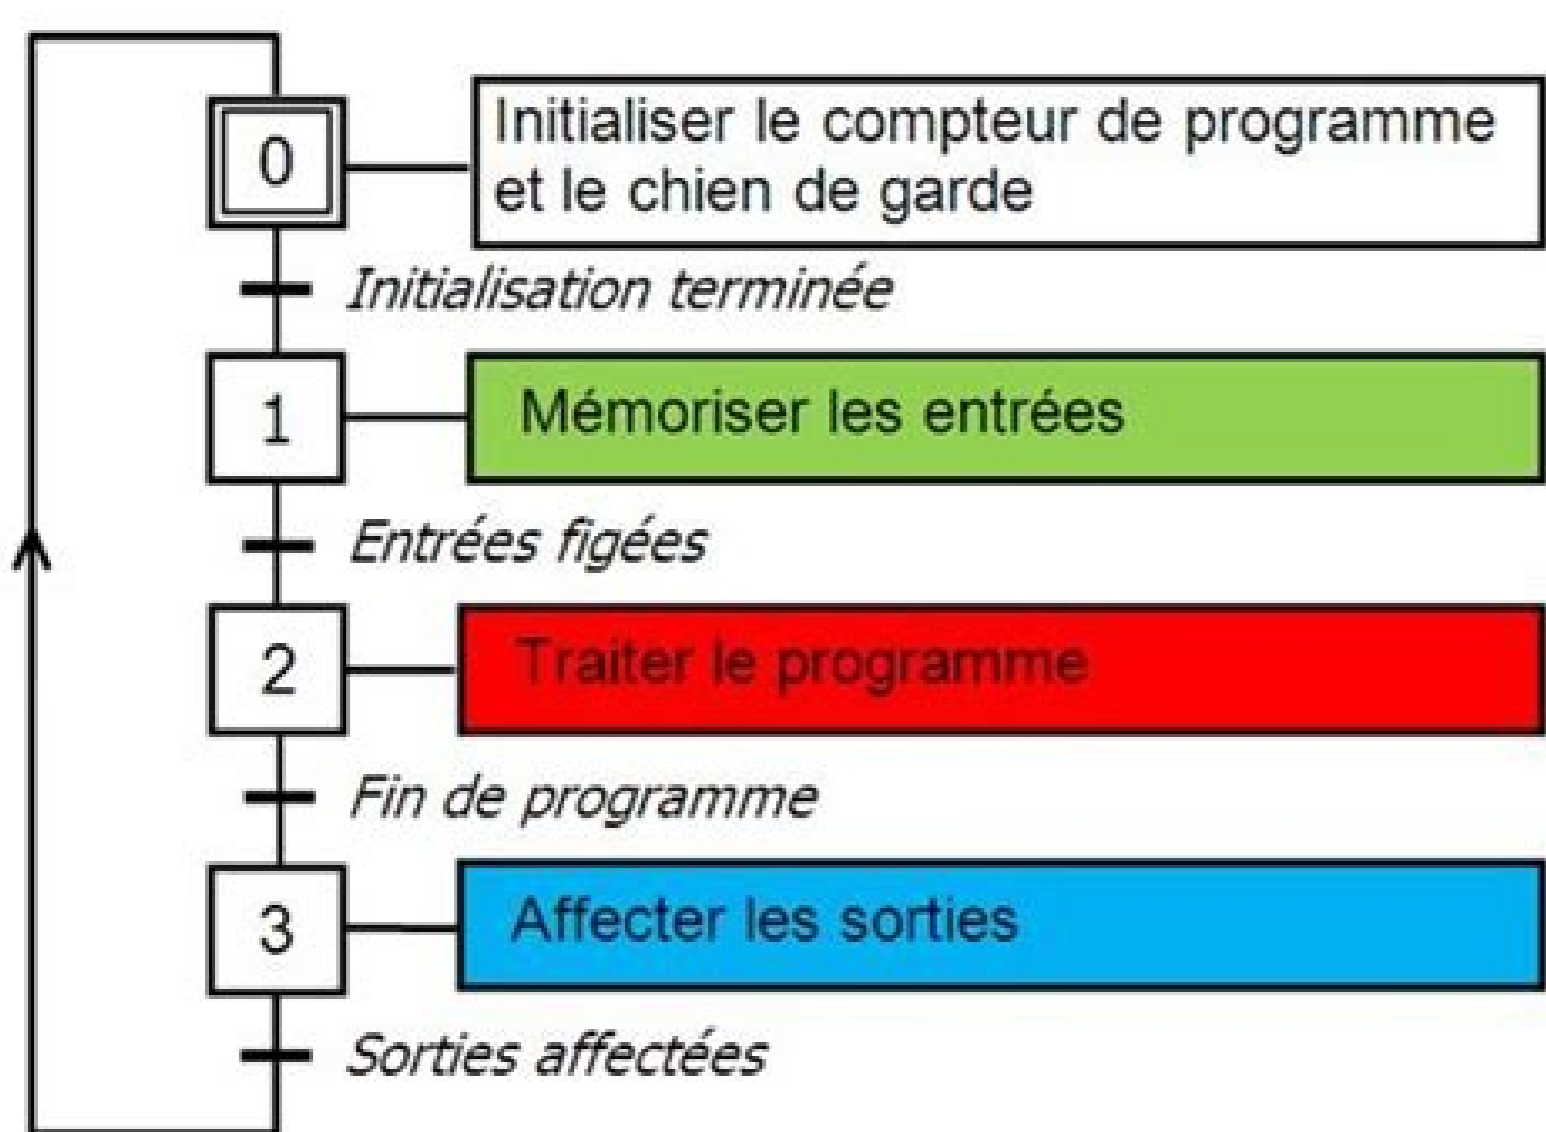 0
Initialiser le compteur de programme
et le chien de garde
Initialisation terminée
1
Mémoriser les entrées
Entrées figées
2
Traiter le programme
Fin de programme
3
Affecter les sorties
Sorties affectées